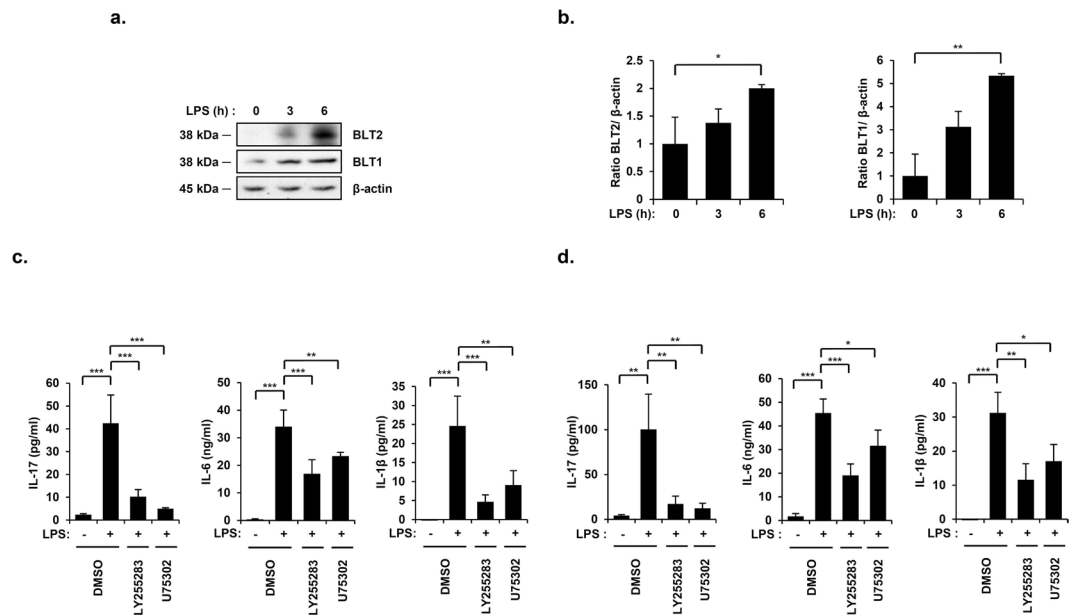 a.
LPS (h) : 0 3 6
38 kDa BLT2
38 kDa BLT1
45 kDa β-actin
b.
*
Ratio BLT2/ β-actin
2.5
2
1.5
1
0.5
0
LPS (h): 0 3 6
**
Ratio BLT1/ β-actin
6
5
4
3
2
1
0
LPS (h): 0 3 6
c.
***
***
***
IL-17 (pg/ml)
60
50
40
30
20
10
0
LPS: - + + +
DMSO
LY255283
U75302
**
***
***
IL-6 (ng/ml)
50
40
30
20
10
0
- + + +
DMSO
LY255283
U75302
**
***
***
IL-1β (pg/ml)
35
30
25
20
15
10
5
0
- + + +
DMSO
LY255283
U75302
d.
**
**
**
IL-17 (pg/ml)
150
100
50
0
LPS : - + + +
DMSO
LY255283
U75302
*
***
***
IL-6 (ng/ml)
60
50
40
30
20
10
0
- + + +
DMSO
LY255283
U75302
*
**
***
IL-1β (pg/ml)
40
30
20
10
0
- + + +
DMSO
LY255283
U75302